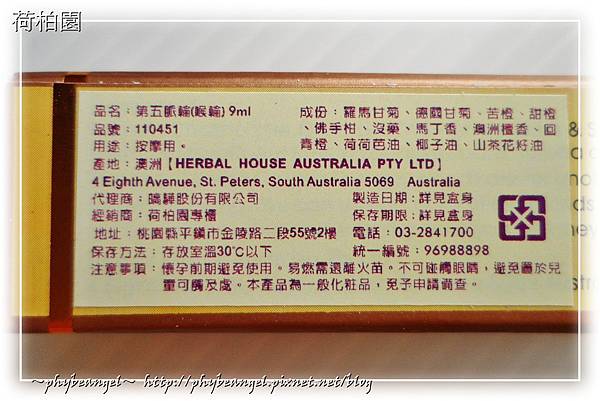 荷柏園
品名：第五脈輪(喉輪) 9ml
品號：110451
用途：按摩用。
成份：羅馬甘菊、德國甘菊、苦橙、甜橙
、佛手柑、沒藥、馬丁香、澳洲檀香、回
青橙、荷荷芭油、椰子油、山茶花籽油
產地：澳洲【HERBAL HOUSE AUSTRALIA PTY LTD】
4 Eighth Avenue, St. Peters, South Australia 5069 Australia
代理商：暘驊股份有限公司
製造日期：詳見盒身
經銷商：荷柏園專櫃
保存期限：詳見盒身
地址：桃園縣平鎮市金陵路二段55號2樓
電話：03-2841700
保存方法：存放室溫30℃以下
統一編號：96988898
注意事項：懷孕前期避免使用。易燃需遠離火苗。不可碰觸眼睛，避免置於兒
童可觸及處。本產品為一般化粧品，免予申請備查。
～phybeangel～ http://phybeangel.pixnet.net/blog